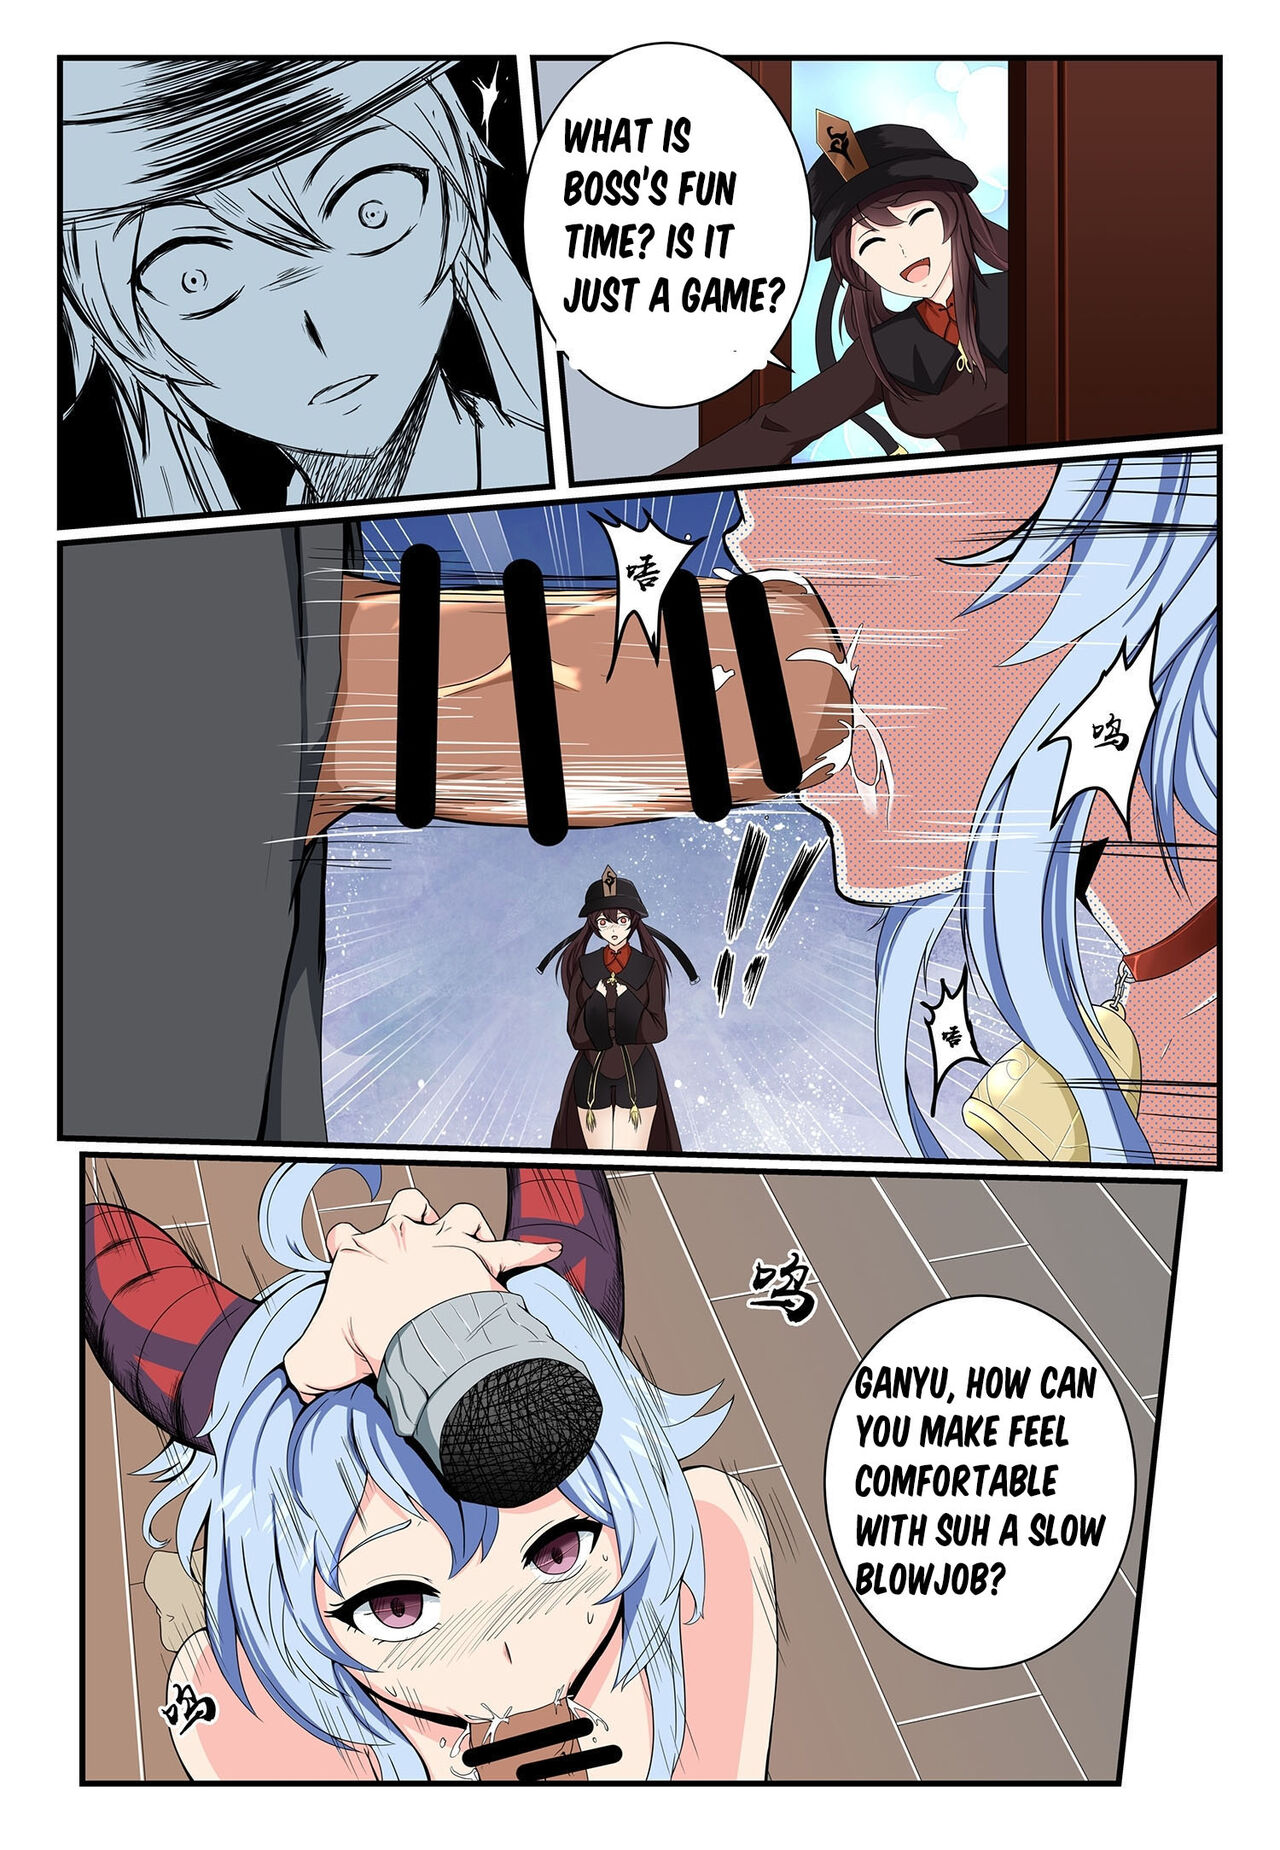 WHAT IS
BOSS'S FUN
TIME? IS IT
JUST A GAME?
唔
呜
唔
呜
GANYU, HOW CAN
YOU MAKE FEEL
COMFORTABLE
WITH SUH A SLOW
BLOWJOB?
呜